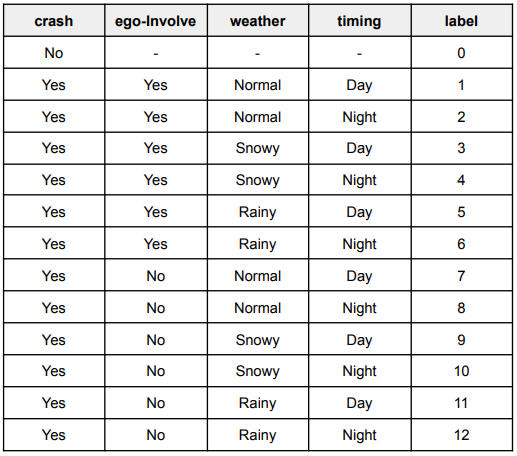 crash ego-Involve weather timing label
No - - - 0
Yes Yes Normal Day 1
Yes Yes Normal Night 2
Yes Yes Snowy Day 3
Yes Yes Snowy Night 4
Yes Yes Rainy Day 5
Yes Yes Rainy Night 6
Yes No Normal Day 7
Yes No Normal Night 8
Yes No Snowy Day 9
Yes No Snowy Night 10
Yes No Rainy Day 11
Yes No Rainy Night 12